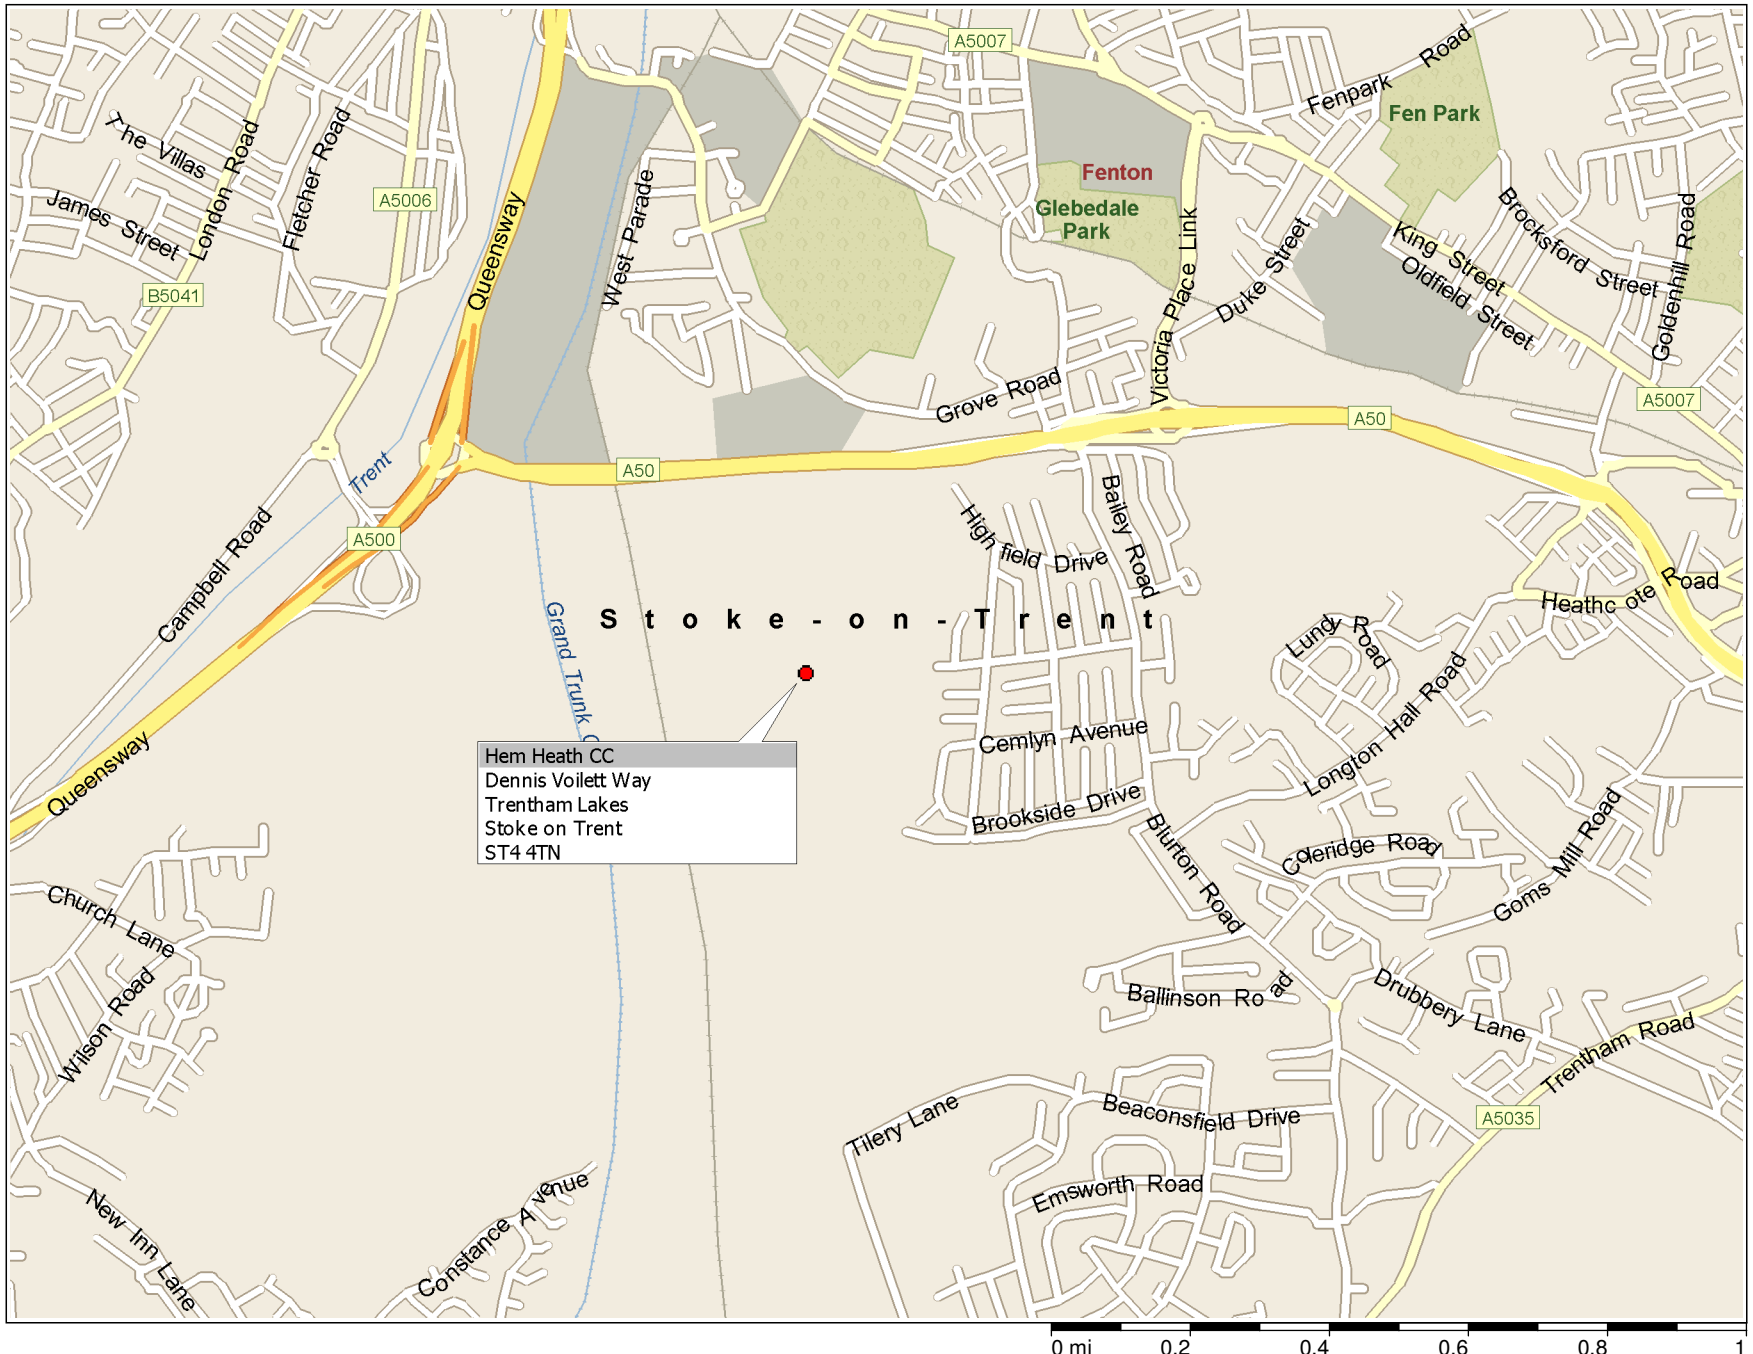 A5007
Fenpark Road
Fen Park
The Villas
London Road
Fletcher Road
Fenton
James Street
A5006
Queensway
West Parade
Glebedale
Park
Victoria Place Link
Duke Street
King Street
Oldfield Street
Brocksford Street
Goldenhill Road
B5041
Grove Road
A5007
A50
A50
Trent
Campbell Road
A500
High field Drive
Bailey Road
Heathc ote Road
Stoke-on-Trent
Lundy Road
Grand Trunk C
Longton Hall Road
Queensway
Cemlyn Avenue
Hem Heath CC
Dennis Voilett Way
Trentham Lakes
Stoke on Trent
ST4 4TN
Brookside Drive
Blurton Road
Coleridge Road
Goms Mill Road
Church Lane
Wilson Road
Ballinson Ro ad
Drubbery Lane
Trentham Road
Tilery Lane
Beaconsfield Drive
A5035
Emsworth Road
New Inn Lane
Constance Avenue
0 mi 0.2 0.4 0.6 0.8 1